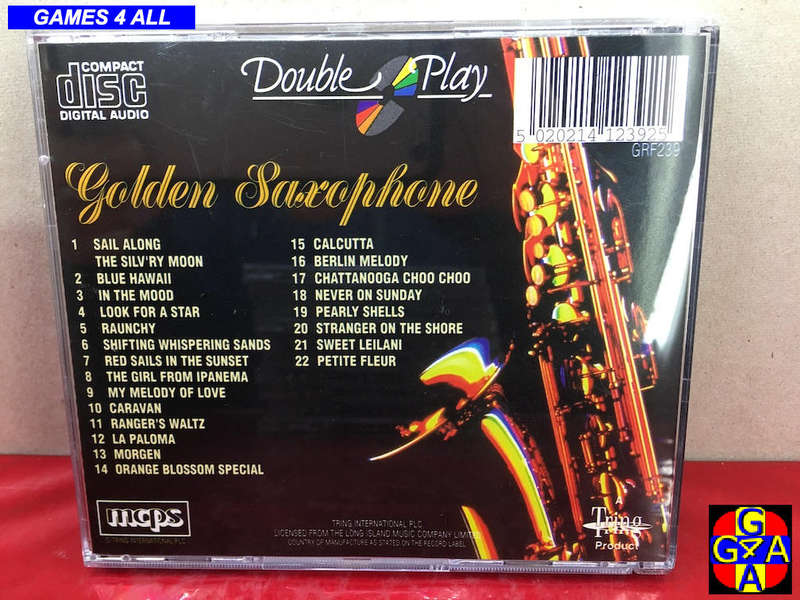 GAMES 4 ALL
COMPACT
disc
DIGITAL AUDIO
Double Play
5 020214 123925
GRF239
Golden Saxophone
1 SAIL ALONG
THE SILV'RY MOON
2 BLUE HAWAII
3 IN THE MOOD
4 LOOK FOR A STAR
5 RAUNCHY
6 SHIFTING WHISPERING SANDS
7 RED SAILS IN THE SUNSET
8 THE GIRL FROM IPANEMA
9 MY MELODY OF LOVE
10 CARAVAN
11 RANGER'S WALTZ
12 LA PALOMA
13 MORGEN
14 ORANGE BLOSSOM SPECIAL
15 CALCUTTA
16 BERLIN MELODY
17 CHATTANOOGA CHOO CHOO
18 NEVER ON SUNDAY
19 PEARLY SHELLS
20 STRANGER ON THE SHORE
21 SWEET LEILANI
22 PETITE FLEUR
mcps
© TRING INTERNATIONAL PLC
TRING INTERNATIONAL PLC
LICENSED FROM THE LONG ISLAND MUSIC COMPANY LIMITED
COUNTRY OF MANUFACTURE AS STATED ON THE RECORD LABEL
A
Tring
Product
G
G4A
A